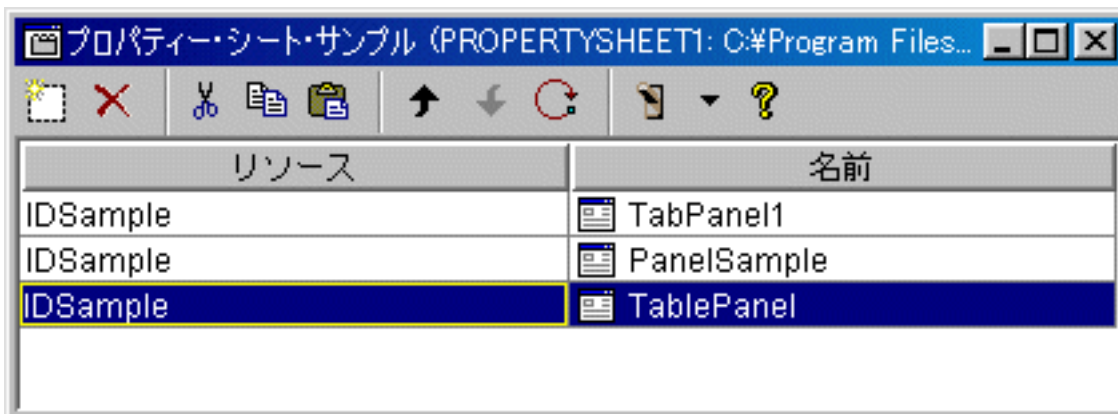 プロパティー・シート・サンプル (PROPERTYSHEET1: C:¥Program Files...
リソース 名前
IDSample TabPanel1
IDSample PanelSample
IDSample TablePanel